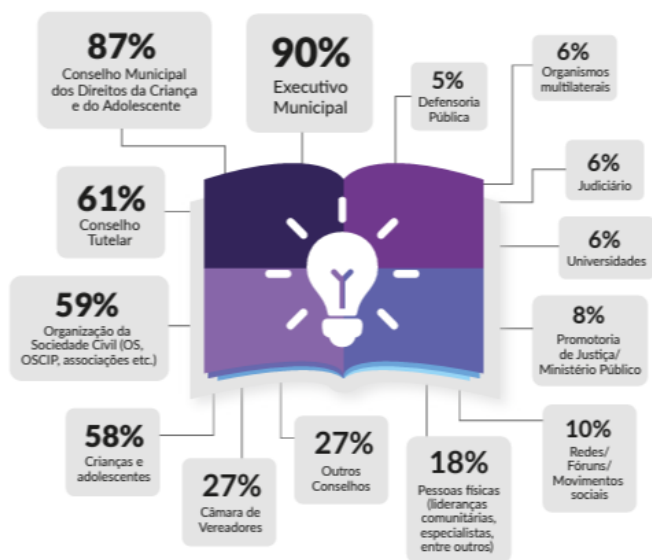 87%
Conselho Municipal
dos Direitos da Criança
e do Adolescente
90%
Executivo
Municipal
5%
Defensoria
Pública
6%
Organismos
multilaterais
61%
Conselho
Tutelar
6%
Judiciário
6%
Universidades
59%
Organização da
Sociedade Civil (OS,
OSCIP, associações etc.)
8%
Promotoria
de Justiça/
Ministério Público
58%
Crianças e
adolescentes
27%
Câmara de
Vereadores
27%
Outros
Conselhos
18%
Pessoas físicas
(lideranças
comunitárias,
especialistas,
entre outros)
10%
Redes/
Fóruns/
Movimentos
sociais